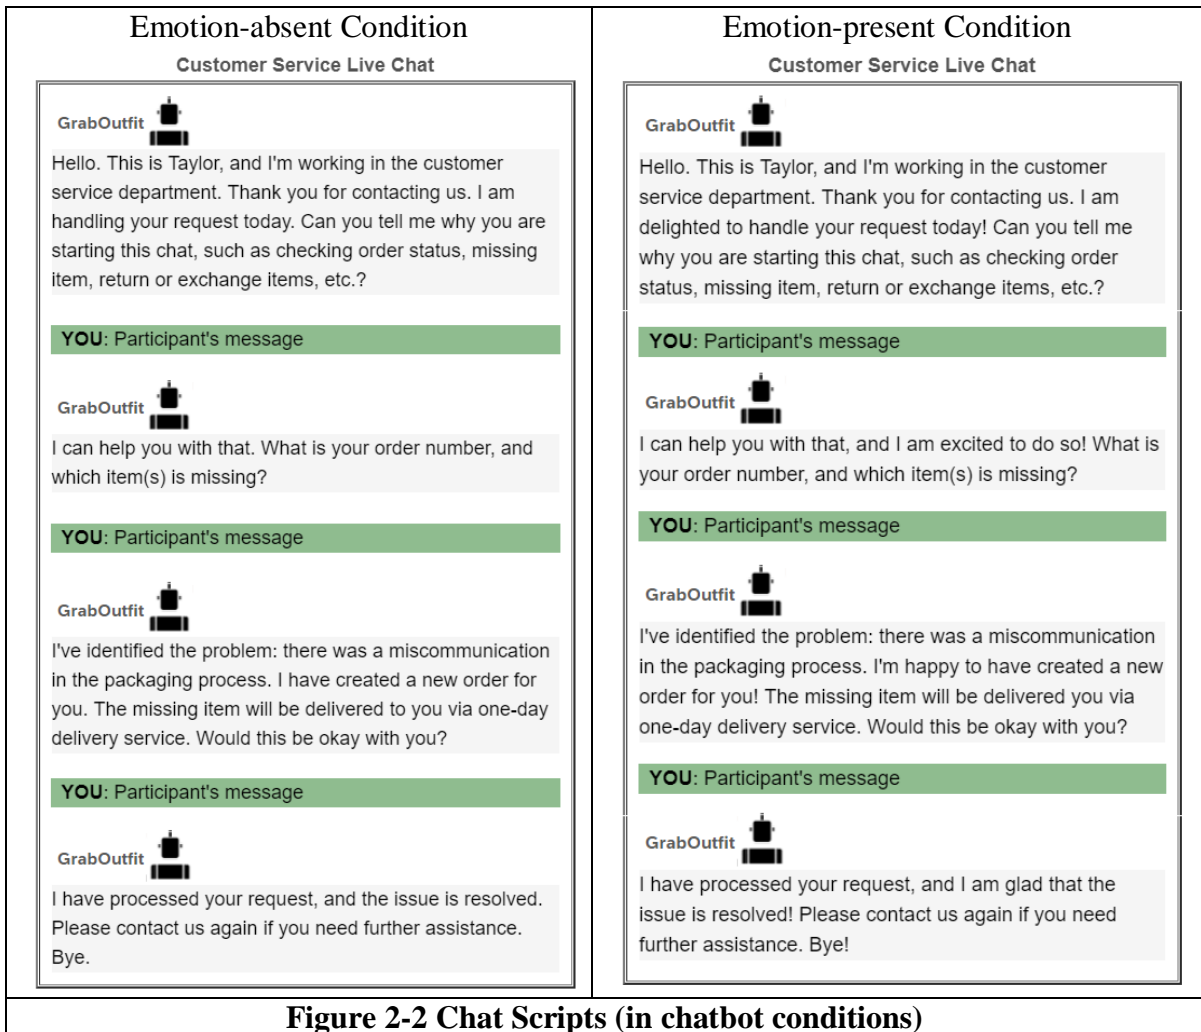 Emotion-absent Condition
Customer Service Live Chat
GrabOutfit
Hello. This is Taylor, and I'm working in the customer
service department. Thank you for contacting us. I am
handling your request today. Can you tell me why you are
starting this chat, such as checking order status, missing
item, return or exchange items, etc.?
YOU: Participant's message
GrabOutfit
I can help you with that. What is your order number, and
which item(s) is missing?
YOU: Participant's message
GrabOutfit
I've identified the problem: there was a miscommunication
in the packaging process. I have created a new order for
you. The missing item will be delivered to you via one-day
delivery service. Would this be okay with you?
YOU: Participant's message
GrabOutfit
I have processed your request, and the issue is resolved.
Please contact us again if you need further assistance.
Bye.
Emotion-present Condition
Customer Service Live Chat
GrabOutfit
Hello. This is Taylor, and I'm working in the customer
service department. Thank you for contacting us. I am
delighted to handle your request today! Can you tell me
why you are starting this chat, such as checking order
status, missing item, return or exchange items, etc.?
YOU: Participant's message
GrabOutfit
I can help you with that, and I am excited to do so! What is
your order number, and which item(s) is missing?
YOU: Participant's message
GrabOutfit
I've identified the problem: there was a miscommunication
in the packaging process. I'm happy to have created a new
order for you! The missing item will be delivered you via
one-day delivery service. Would this be okay with you?
YOU: Participant's message
GrabOutfit
I have processed your request, and I am glad that the
issue is resolved! Please contact us again if you need
further assistance. Bye!
Figure 2-2 Chat Scripts (in chatbot conditions)